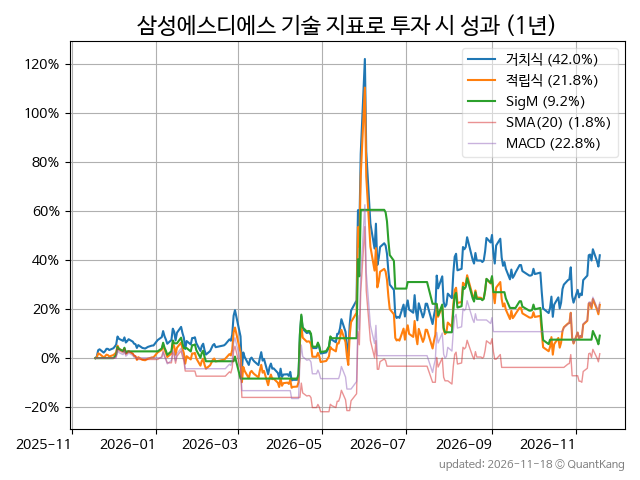 삼성에스디에스 기술 지표로 투자 시 성과 (1년)
120%
100%
80%
60%
40%
20%
0%
−20%
거치식 (42.0%)
적립식 (21.8%)
SigM (9.2%)
SMA(20) (1.8%)
MACD (22.8%)
2025-11
2026-01
2026-03
2026-05
2026-07
2026-09
2026-11
updated: 2026-11-18 © QuantKang